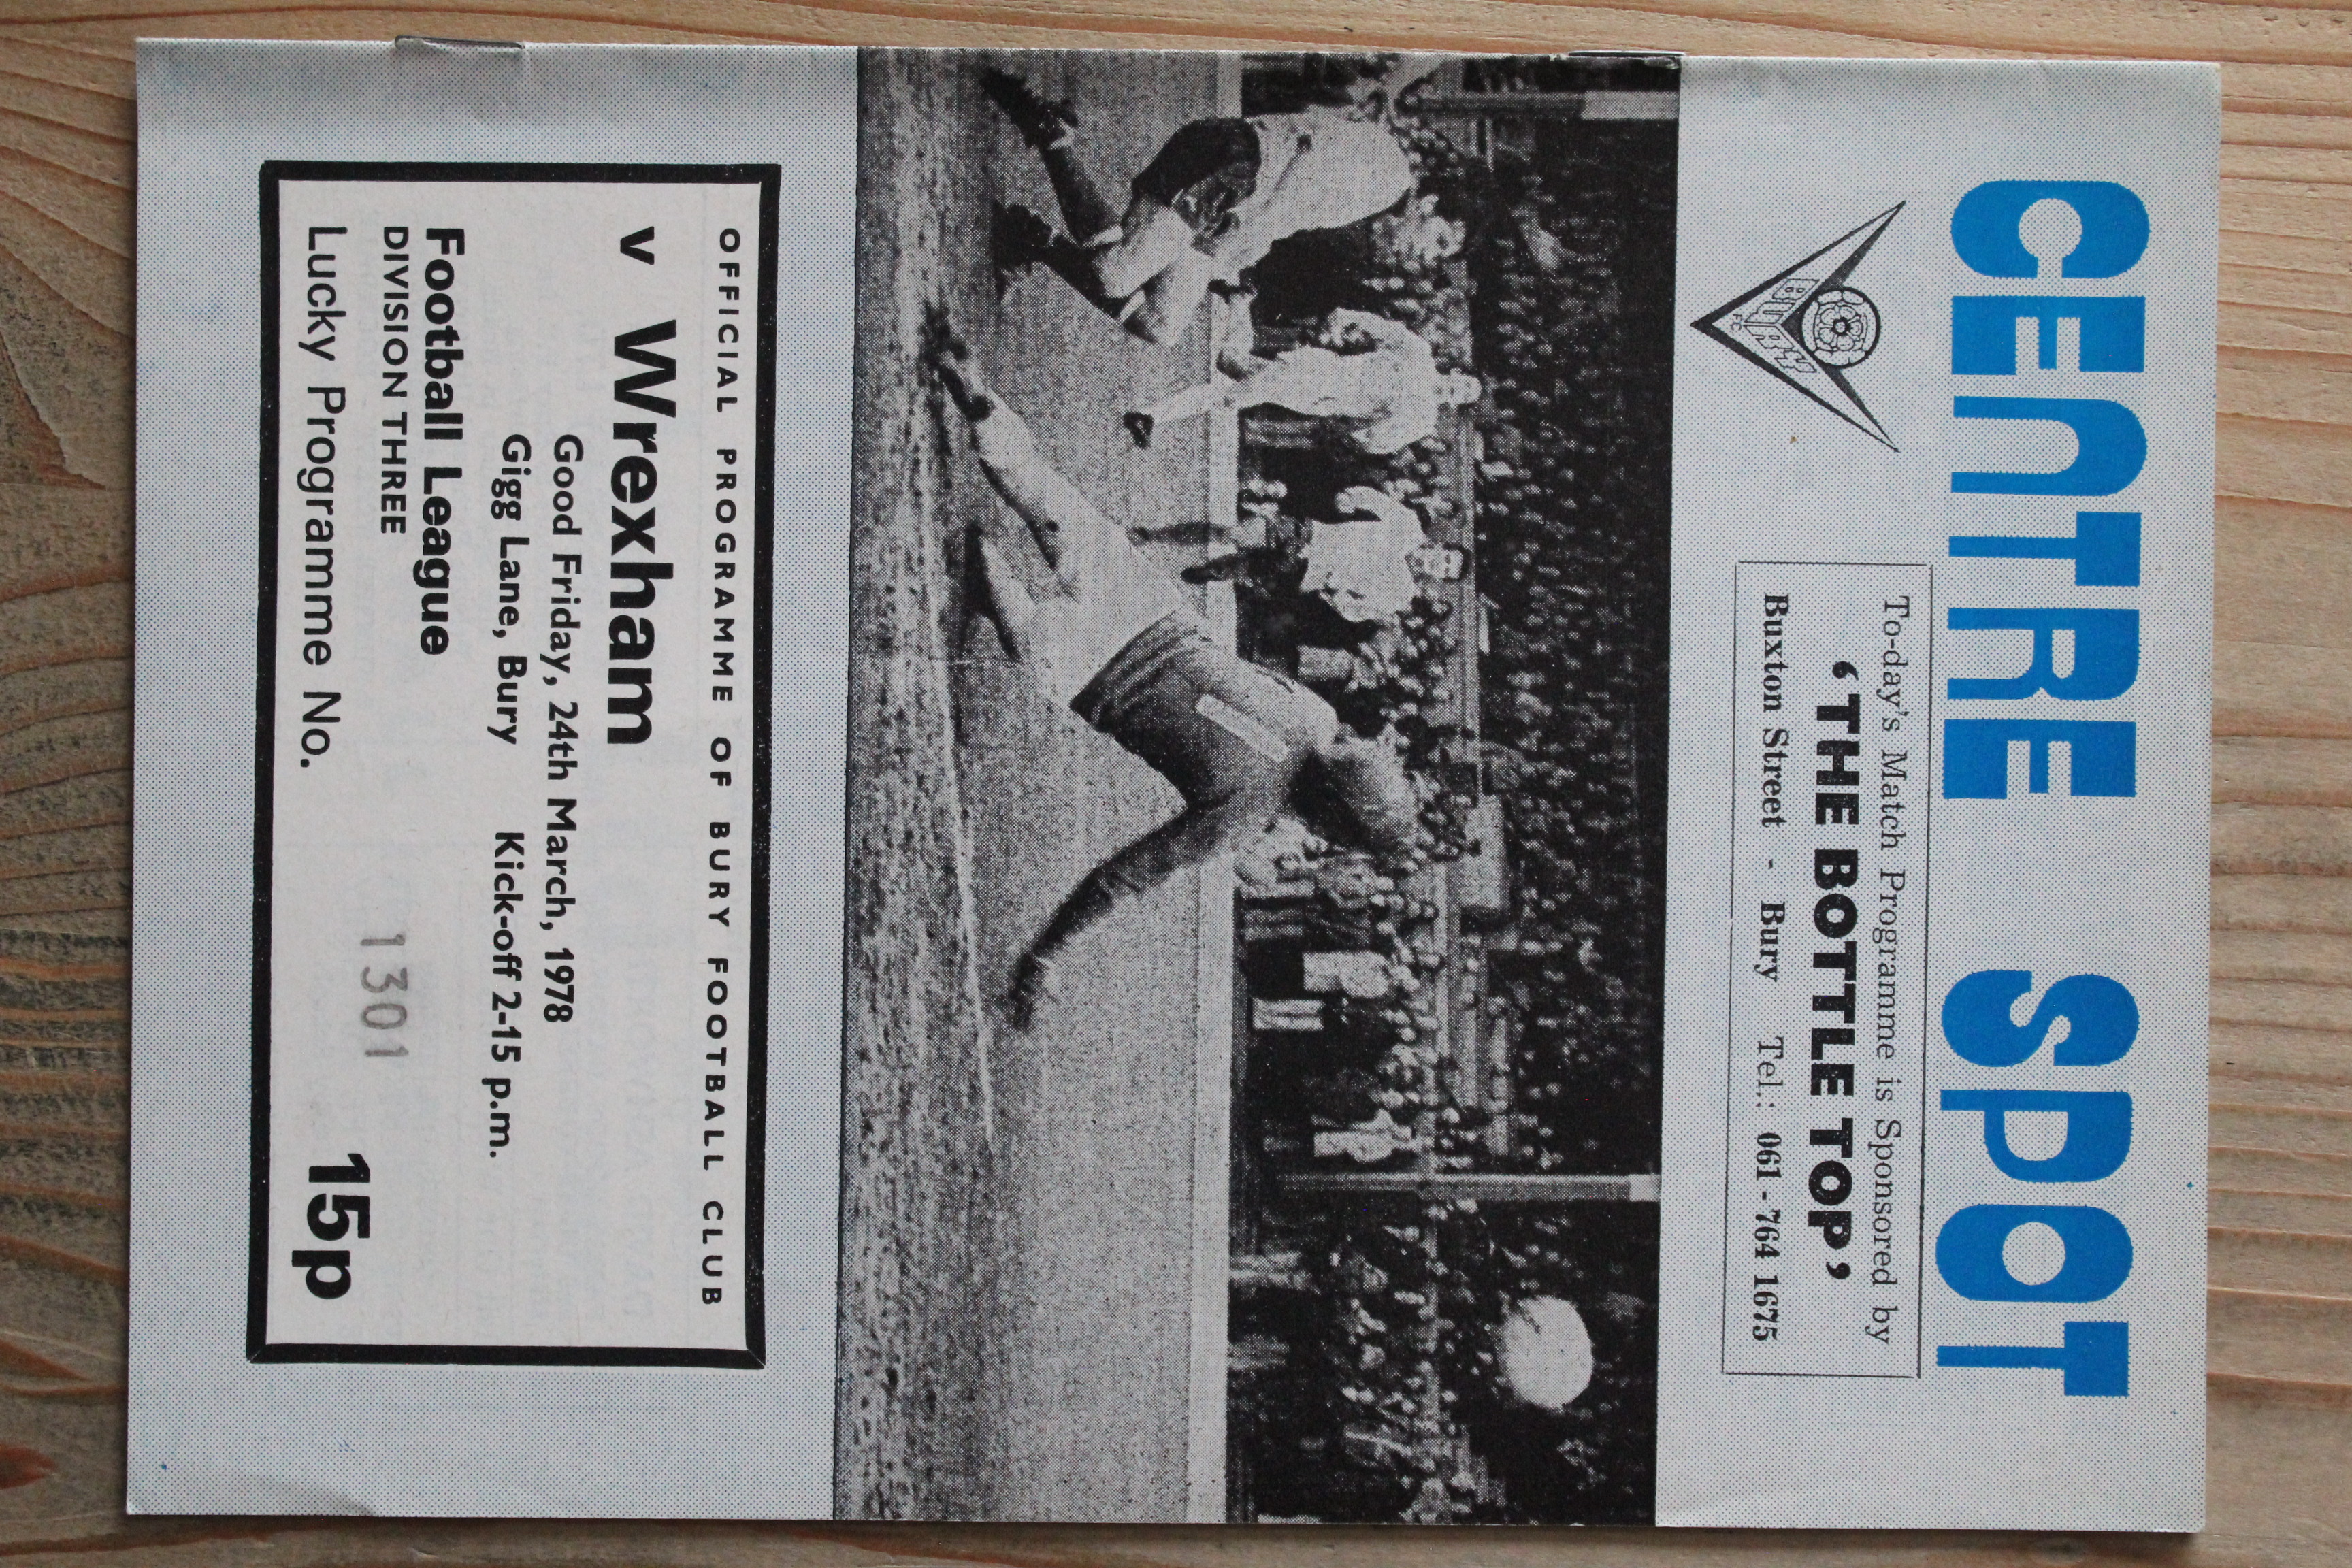 CENTRE SPOT
BURY
FC
To-day's Match Programme is Sponsored by
‘THE BOTTLE TOP’
Buxton Street - Bury Tel.: 061-764 1675
OFFICIAL PROGRAMME OF BURY FOOTBALL CLUB
v Wrexham
Good Friday, 24th March, 1978
Gigg Lane, Bury Kick-off 2-15 p.m.
Football League
DIVISION THREE
1301
Lucky Programme No. 15p